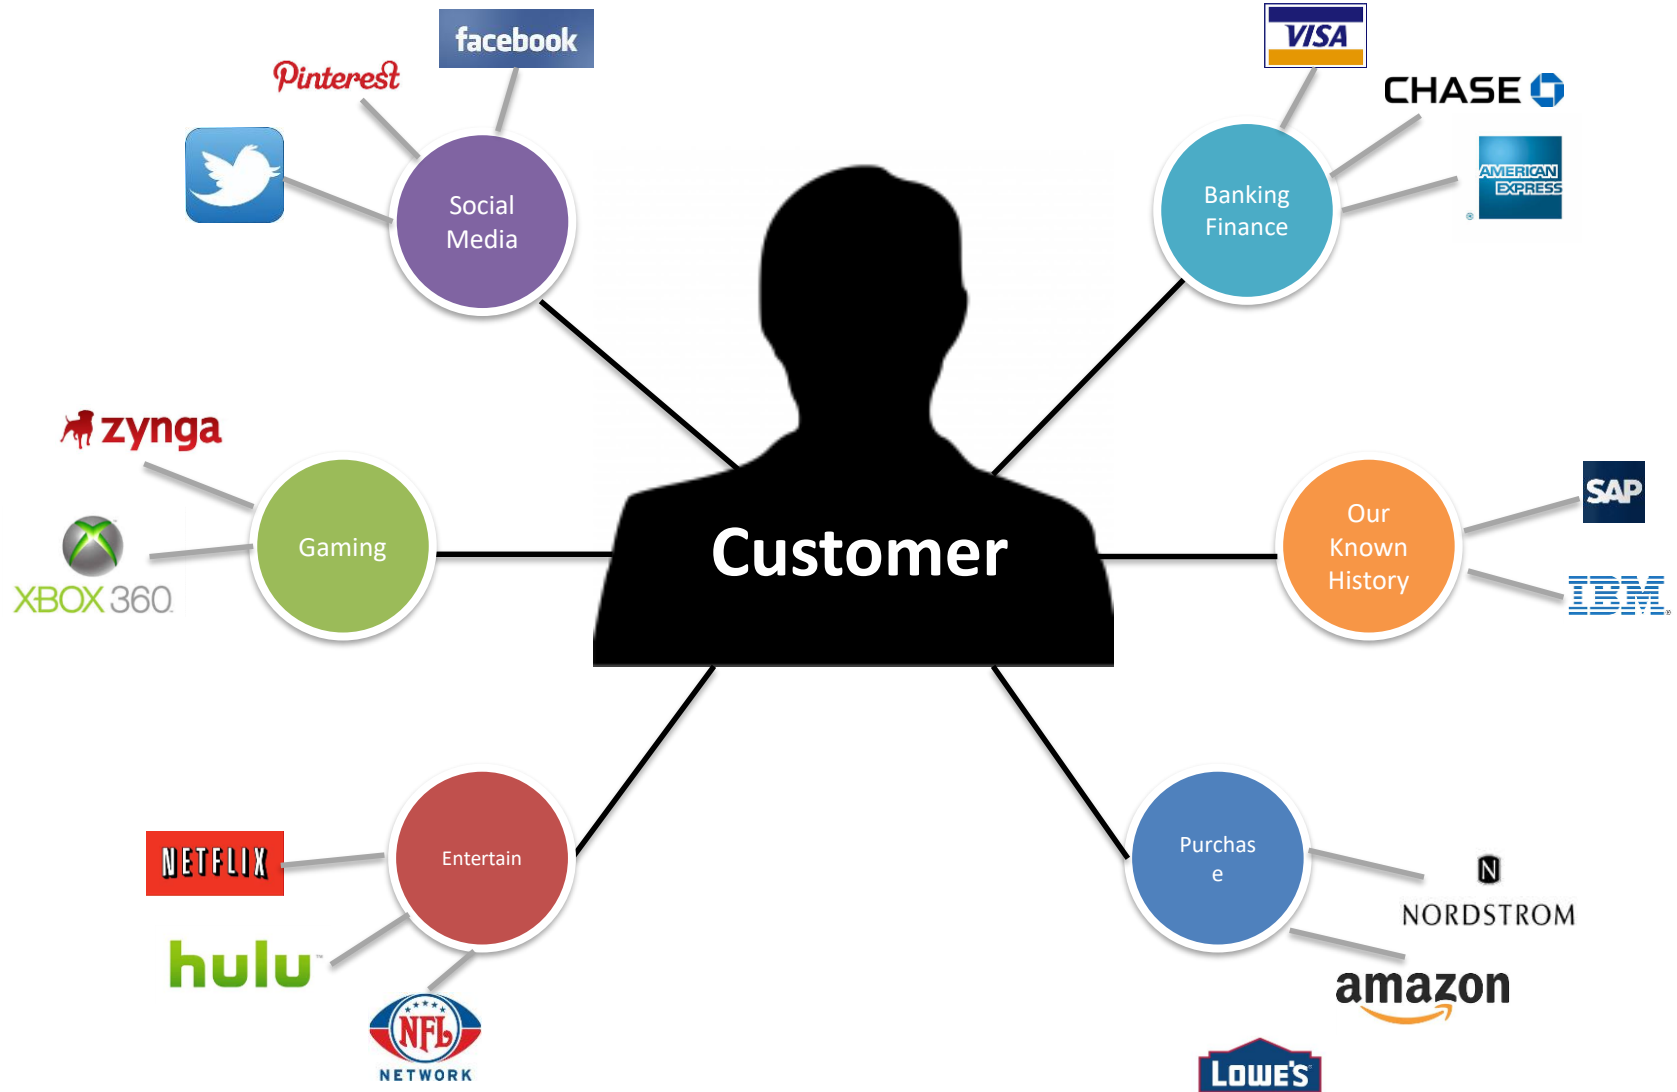 facebook
Pinterest
VISA
CHASE
AMERICAN
EXPRESS
®
Social
Media
Banking
Finance
zynga
XBOX 360
Gaming
Customer
Our
Known
History
SAP
IBM®
NETFLIX
hulu™
NFL
NETWORK
Entertain
Purchas
e
N
NORDSTROM
amazon
LOWE'S